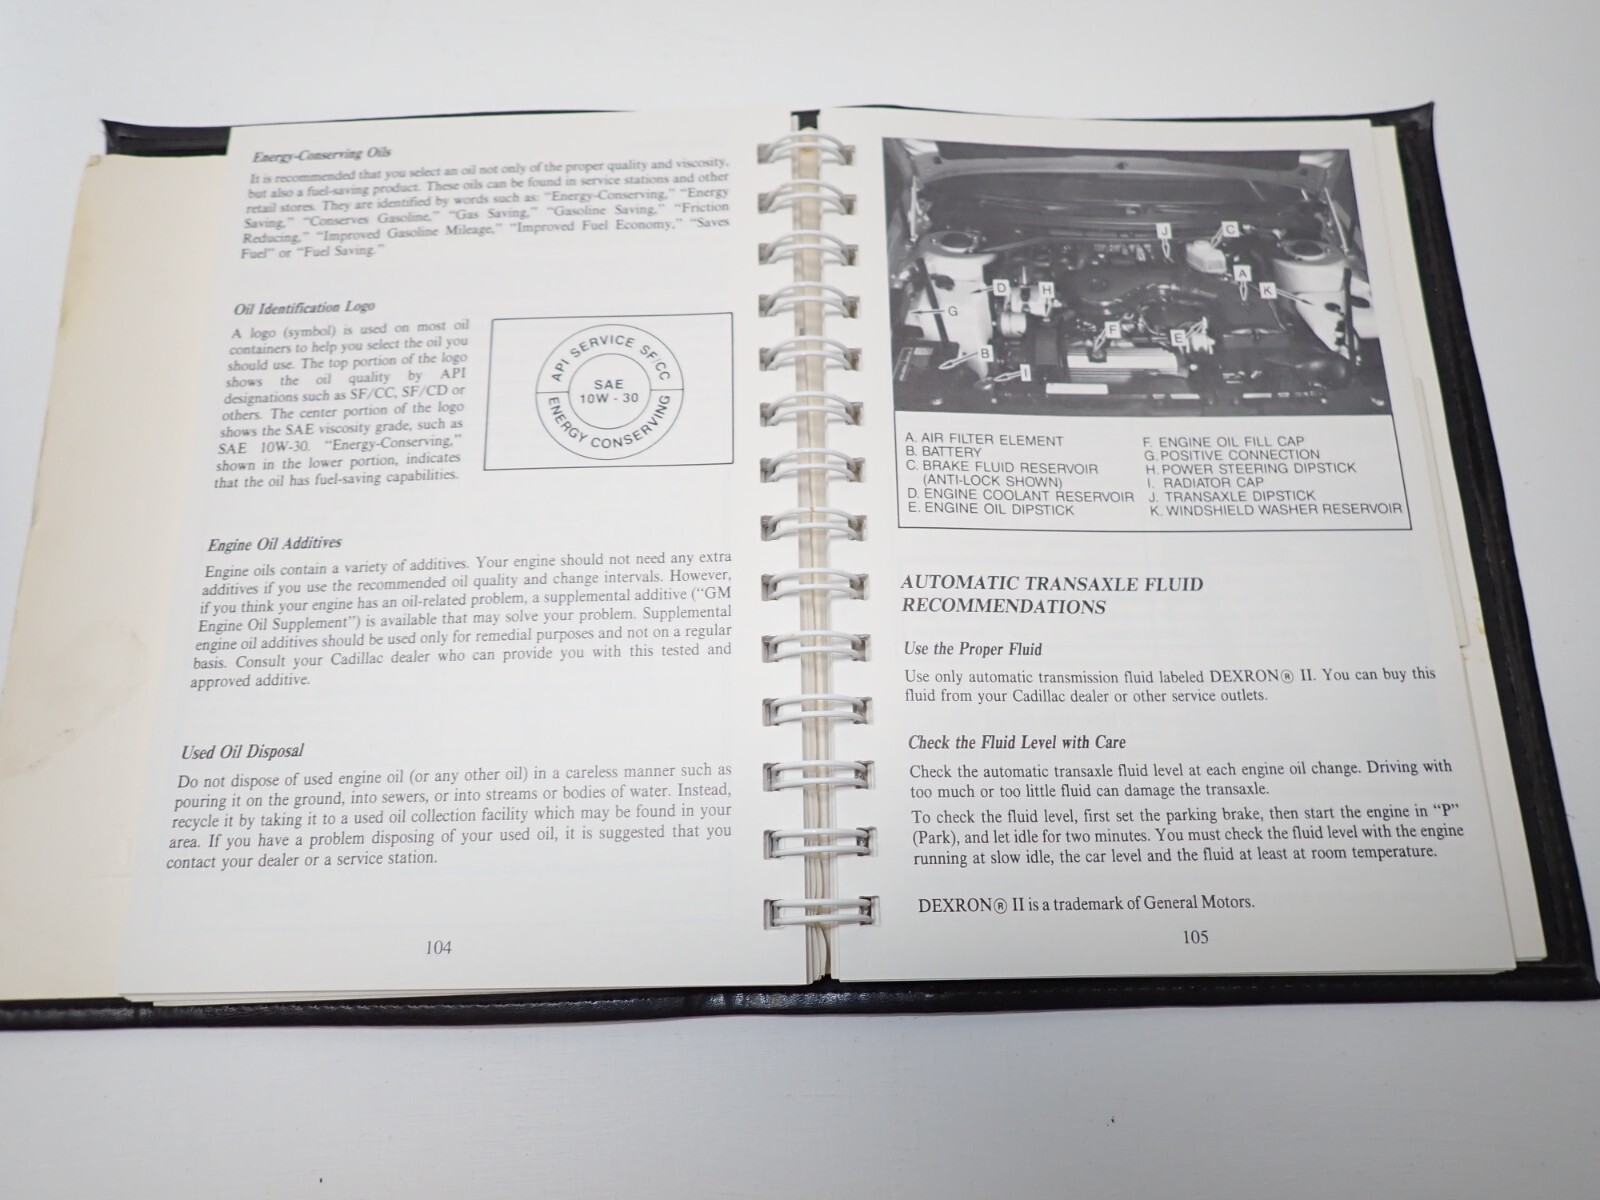 Energy-Conserving Oils
It is recommended that you select an oil not only of the proper quality and viscosity,
but also a fuel-saving product. These oils can be found in service stations and other
retail stores. They are identified by words such as: "Energy-Conserving," "Energy
Saving," "Conserves Gasoline," "Gas Saving," "Gasoline Saving," "Friction
Reducing," "Improved Gasoline Mileage," "Improved Fuel Economy," "Saves
Fuel" or "Fuel Saving."
Oil Identification Logo
A logo (symbol) is used on most oil
containers to help you select the oil you
should use. The top portion of the logo
shows the oil quality by API
designations such as SF/CC, SF/CD or
others. The center portion of the logo
shows the SAE viscosity grade, such as
SAE 10W-30. "Energy-Conserving,"
shown in the lower portion, indicates
that the oil has fuel-saving capabilities.
API SERVICE SF/CC
SAE
10W - 30
ENERGY CONSERVING
Engine Oil Additives
Engine oils contain a variety of additives. Your engine should not need any extra
additives if you use the recommended oil quality and change intervals. However,
if you think your engine has an oil-related problem, a supplemental additive ("GM
Engine Oil Supplement") is available that may solve your problem. Supplemental
engine oil additives should be used only for remedial purposes and not on a regular
basis. Consult your Cadillac dealer who can provide you with this tested and
approved additive.
Used Oil Disposal
Do not dispose of used engine oil (or any other oil) in a careless manner such as
pouring it on the ground, into sewers, or into streams or bodies of water. Instead,
recycle it by taking it to a used oil collection facility which may be found in your
area. If you have a problem disposing of your used oil, it is suggested that you
contact your dealer or a service station.
104
J
C
A
K
D
H
G
F
E
B
I
A. AIR FILTER ELEMENT
B. BATTERY
C. BRAKE FLUID RESERVOIR
(ANTI-LOCK SHOWN)
D. ENGINE COOLANT RESERVOIR
E. ENGINE OIL DIPSTICK
F. ENGINE OIL FILL CAP
G. POSITIVE CONNECTION
H. POWER STEERING DIPSTICK
I. RADIATOR CAP
J. TRANSAXLE DIPSTICK
K. WINDSHIELD WASHER RESERVOIR
AUTOMATIC TRANSAXLE FLUID
RECOMMENDATIONS
Use the Proper Fluid
Use only automatic transmission fluid labeled DEXRON® II. You can buy this
fluid from your Cadillac dealer or other service outlets.
Check the Fluid Level with Care
Check the automatic transaxle fluid level at each engine oil change. Driving with
too much or too little fluid can damage the transaxle.
To check the fluid level, first set the parking brake, then start the engine in "P"
(Park), and let idle for two minutes. You must check the fluid level with the engine
running at slow idle, the car level and the fluid at least at room temperature.
DEXRON® II is a trademark of General Motors.
105